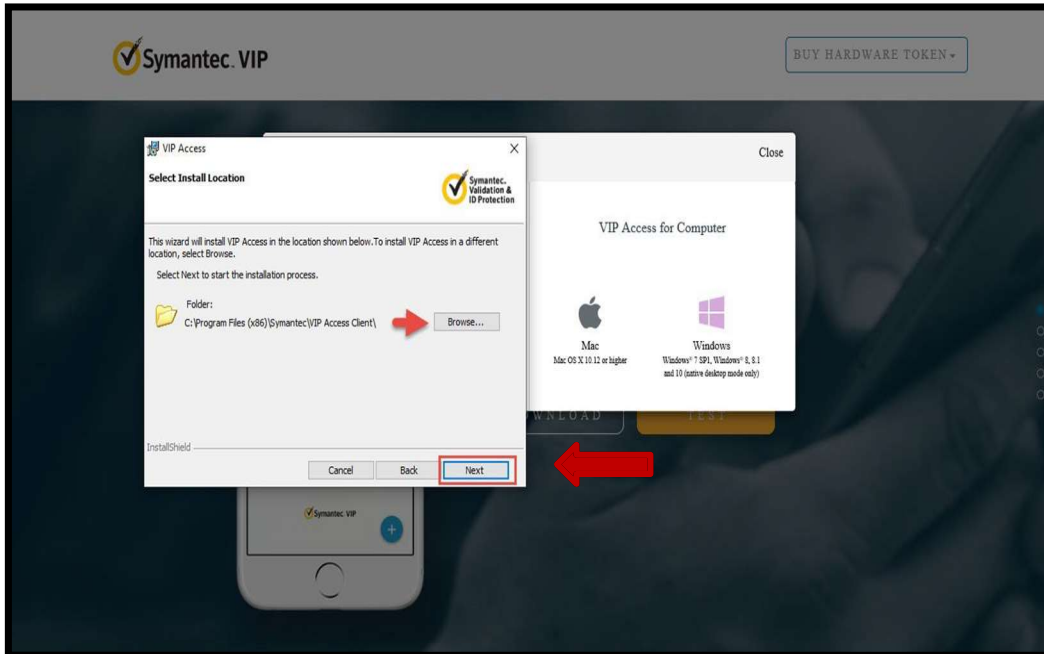 Symantec. VIP
BUY HARDWARE TOKEN
VIP Access
X
Select Install Location
Symantec.
Validation &
ID Protection
This wizard will install VIP Access in the location shown below.To install VIP Access in a different
location, select Browse.
Select Next to start the installation process.
Folder:
C:\Program Files (x86)\Symantec\VIP Access Client\
Browse...
InstallShield
Cancel
Back
Next
Close
VIP Access for Computer
Mac
Mac OS X 10.12 or higher
Windows
Windows® 7 SP1, Windows® 8, 8.1
and 10 (native desktop mode only)
WNLOAD
TEST
Symantec. VIP
+